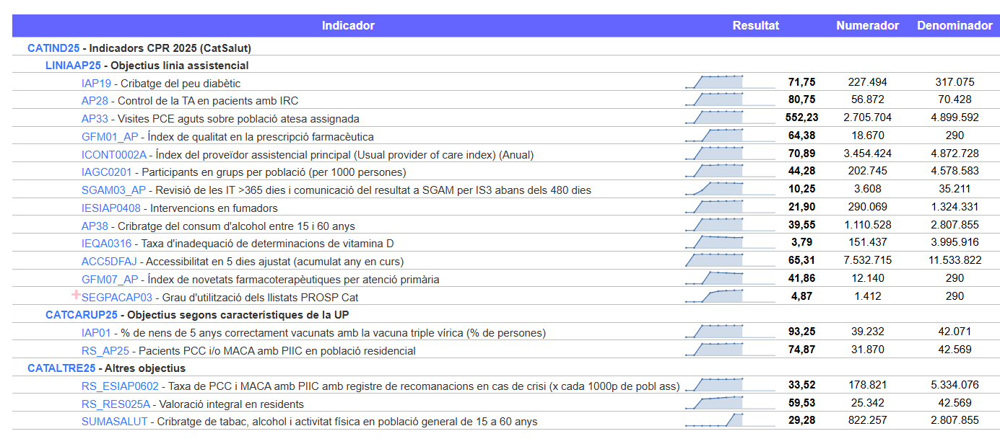 Indicador Resultat Numerador Denominador
CATIND25 - Indicadors CPR 2025 (CatSalut)
LINIAAP25 - Objectius línia assistencial
IAP19 - Cribatge del peu diabètic 71,75 227.494 317.075
AP28 - Control de la TA en pacients amb IRC 80,75 56.872 70.428
AP33 - Visites PCE aguts sobre població atesa assignada 552,23 2.705.704 4.899.592
GFM01_AP - Índex de qualitat en la prescripció farmacèutica 64,38 18.670 290
ICONT0002A - Índex del proveïdor assistencial principal (Usual provider of care index) (Anual) 70,89 3.454.424 4.872.728
IAGC0201 - Participants en grups per població (per 1000 persones) 44,28 202.745 4.578.583
SGAM03_AP - Revisió de les IT >365 dies i comunicació del resultat a SGAM per IS3 abans dels 480 dies 10,25 3.608 35.211
IESIAP0408 - Intervencions en fumadors 21,90 290.069 1.324.331
AP38 - Cribratge del consum d'alcohol entre 15 i 60 anys 39,55 1.110.528 2.807.855
IEQA0316 - Taxa d'inadequació de determinacions de vitamina D 3,79 151.437 3.995.916
ACC5DFAJ - Accessibilitat en 5 dies ajustat (acumulat any en curs) 65,31 7.532.715 11.533.822
GFM07_AP - Índex de novetats farmacoterapèutiques per atenció primària 41,86 12.140 290
SEGPACAP03 - Grau d'utilització dels llistats PROSP Cat 4,87 1.412 290
CATCARUP25 - Objectius segons característiques de la UP
IAP01 - % de nens de 5 anys correctament vacunats amb la vacuna triple vírica (% de persones) 93,25 39.232 42.071
RS_AP25 - Pacients PCC i/o MACA amb PIIC en població residencial 74,87 31.870 42.569
CATALTRE25 - Altres objectius
RS_ESIAP0602 - Taxa de PCC i MACA amb PIIC amb registre de recomanacions en cas de crisi (x cada 1000p de pobl ass) 33,52 178.821 5.334.076
RS_RES025A - Valoració integral en residents 59,53 25.342 42.569
SUMASALUT - Cribratge de tabac, alcohol i activitat física en població general de 15 a 60 anys 29,28 822.257 2.807.855